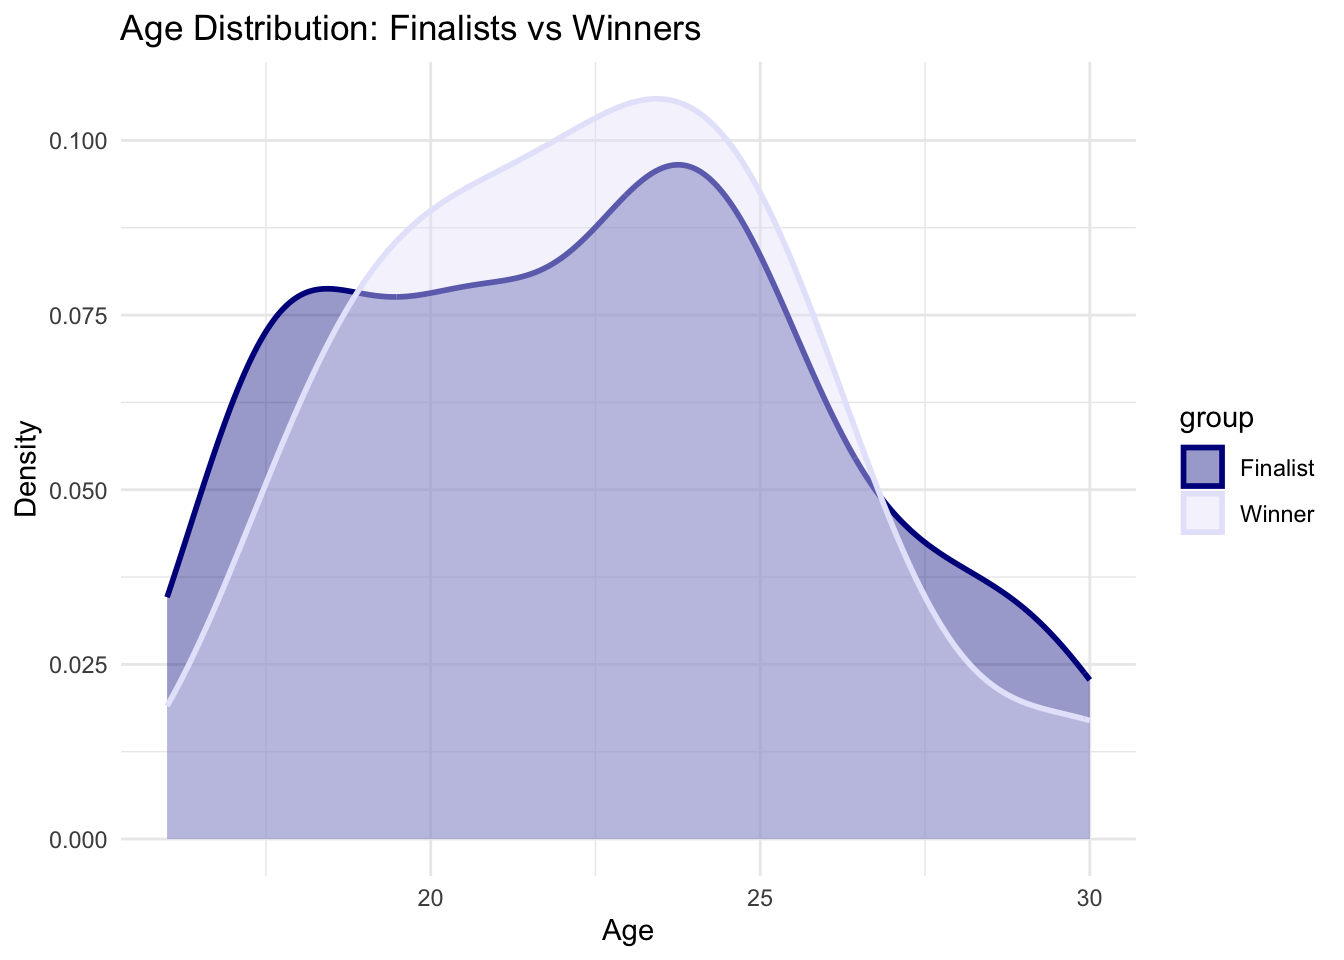 Age Distribution: Finalists vs Winners
0.100
0.075
0.050
0.025
0.000
Density
20 25 30
Age
group
Finalist
Winner